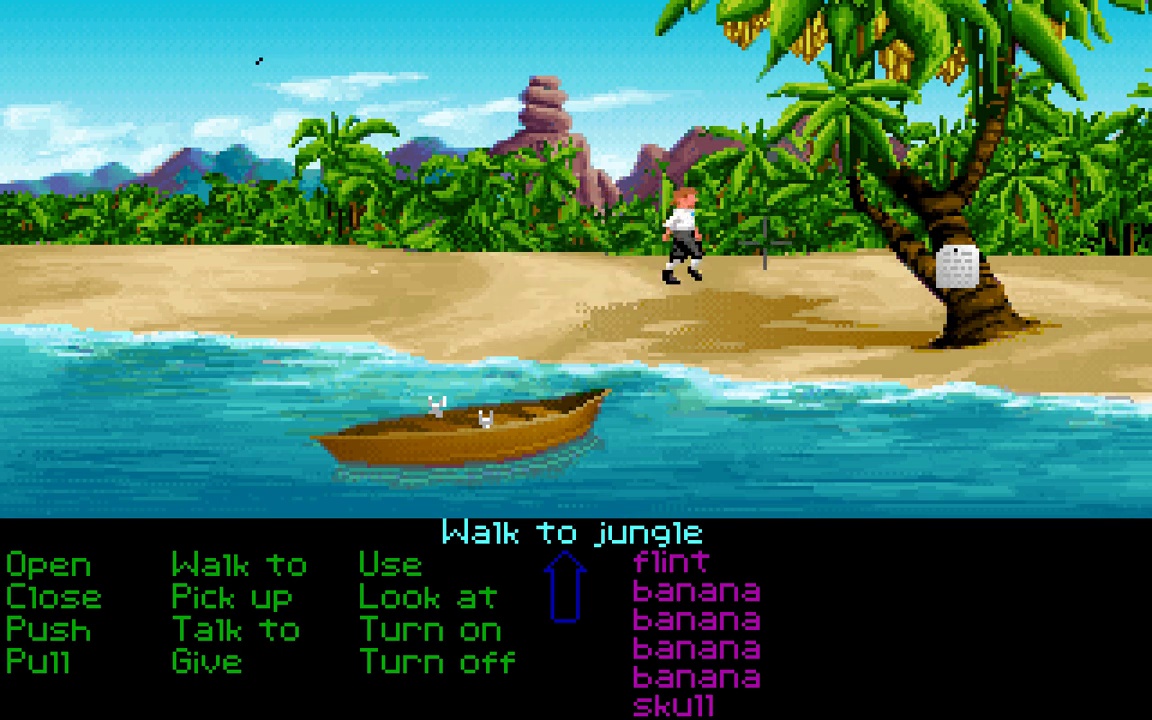 Walk to jungle
Open Walk to Use
Close Pick up Look at
Push Talk to Turn on
Pull Give Turn off
flint
banana
banana
banana
banana
skull